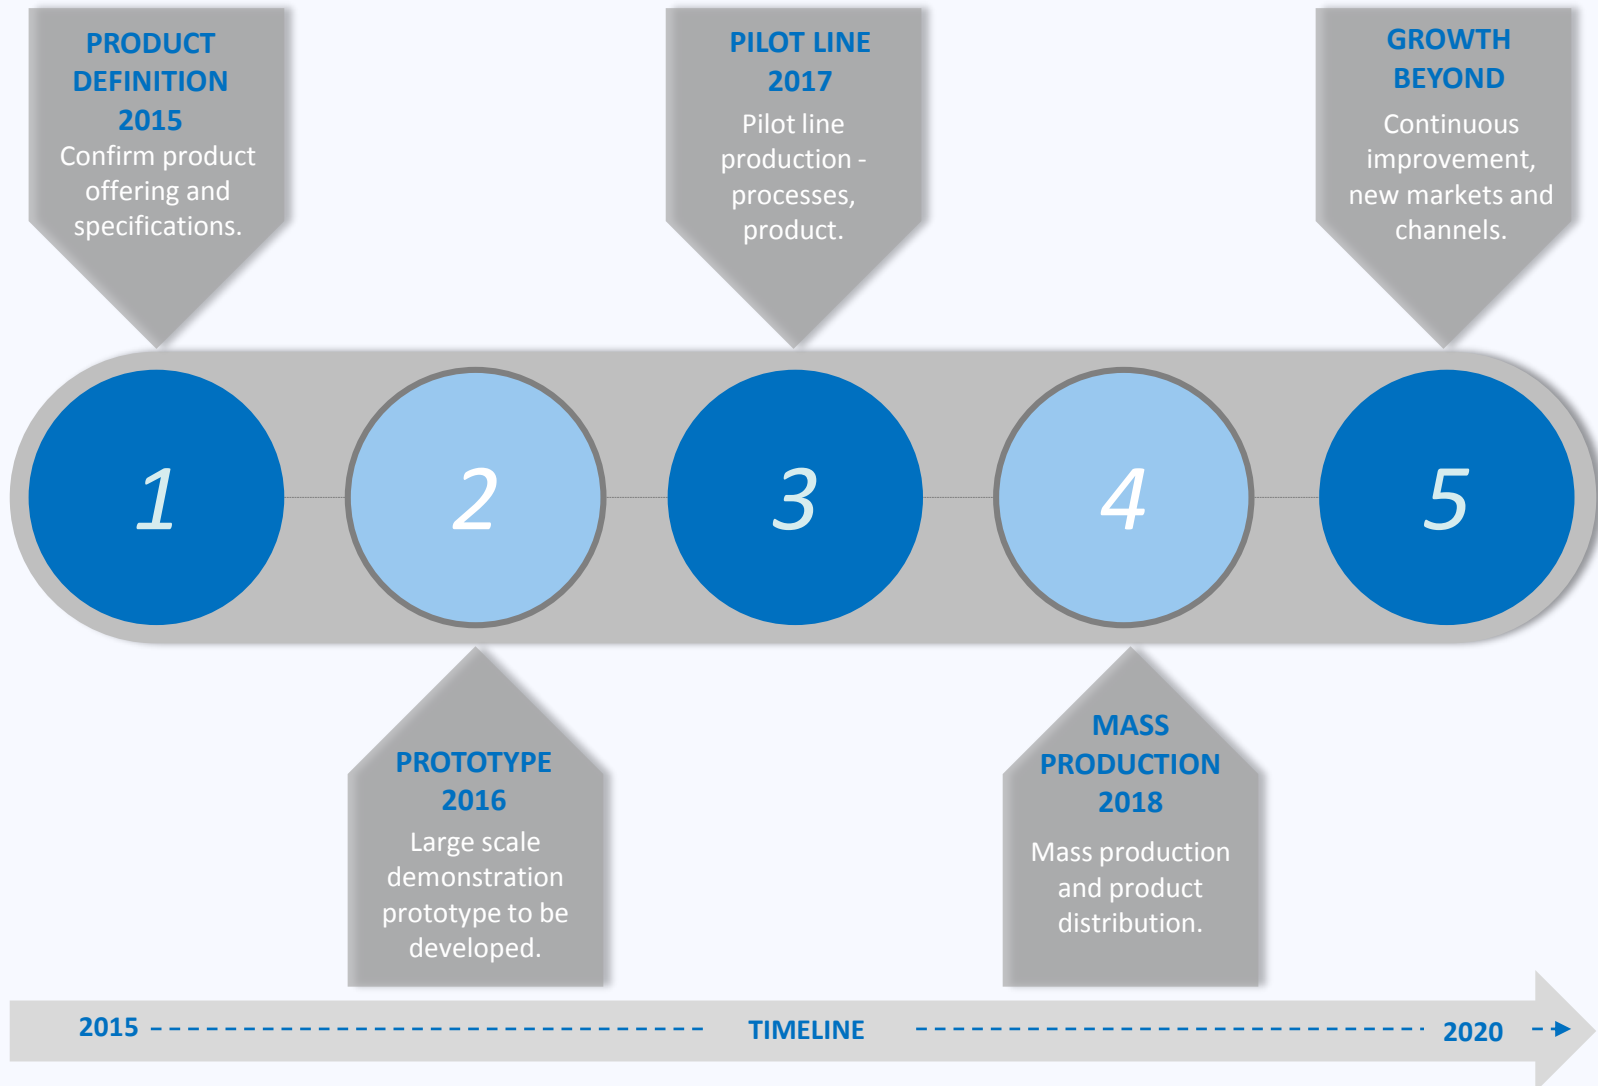 PRODUCT
DEFINITION
2015
Confirm product
offering and
specifications.
PILOT LINE
2017
Pilot line
production -
processes,
product.
GROWTH
BEYOND
Continuous
improvement,
new markets and
channels.
1
2
3
4
5
PROTOTYPE
2016
Large scale
demonstration
prototype to be
developed.
MASS
PRODUCTION
2018
Mass production
and product
distribution.
2015
TIMELINE
2020